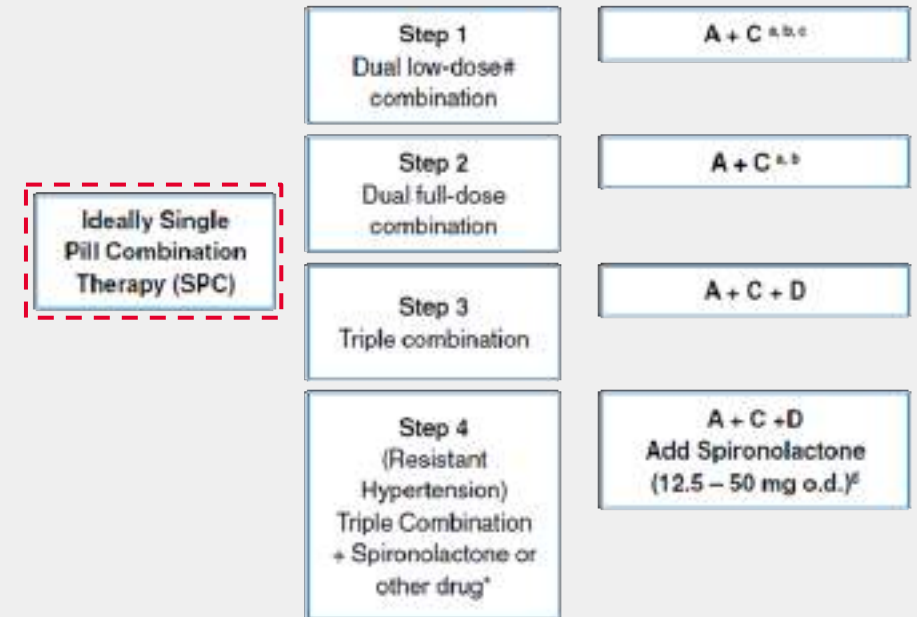 Ideally Single
Pill Combination
Therapy (SPC)
Step 1
Dual low-dose#
combination
A + C a, b, c
Step 2
Dual full-dose
combination
A + C a, b
Step 3
Triple combination
A + C + D
Step 4
(Resistant
Hypertension)
Triple Combination
+ Spironolactone or
other drug*
A + C +D
Add Spironolactone
(12.5 – 50 mg o.d.)